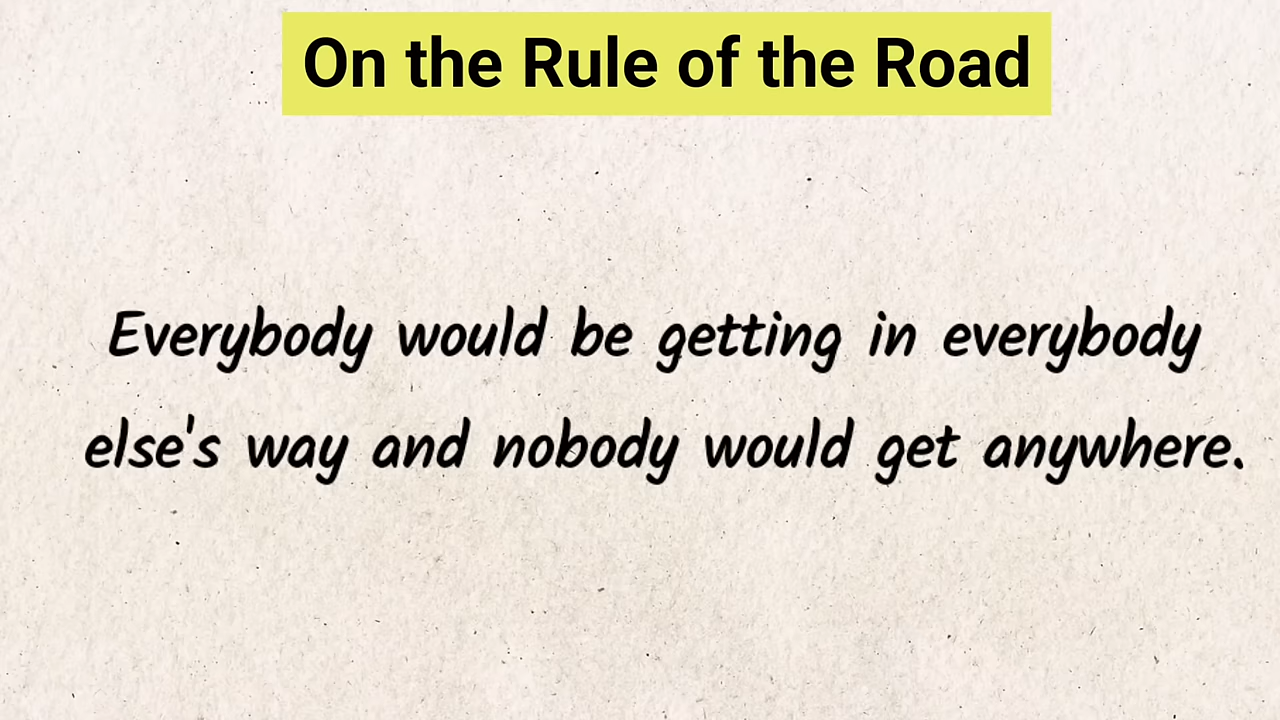 On the Rule of the Road
Everybody would be getting in everybody
else's way and nobody would get anywhere.